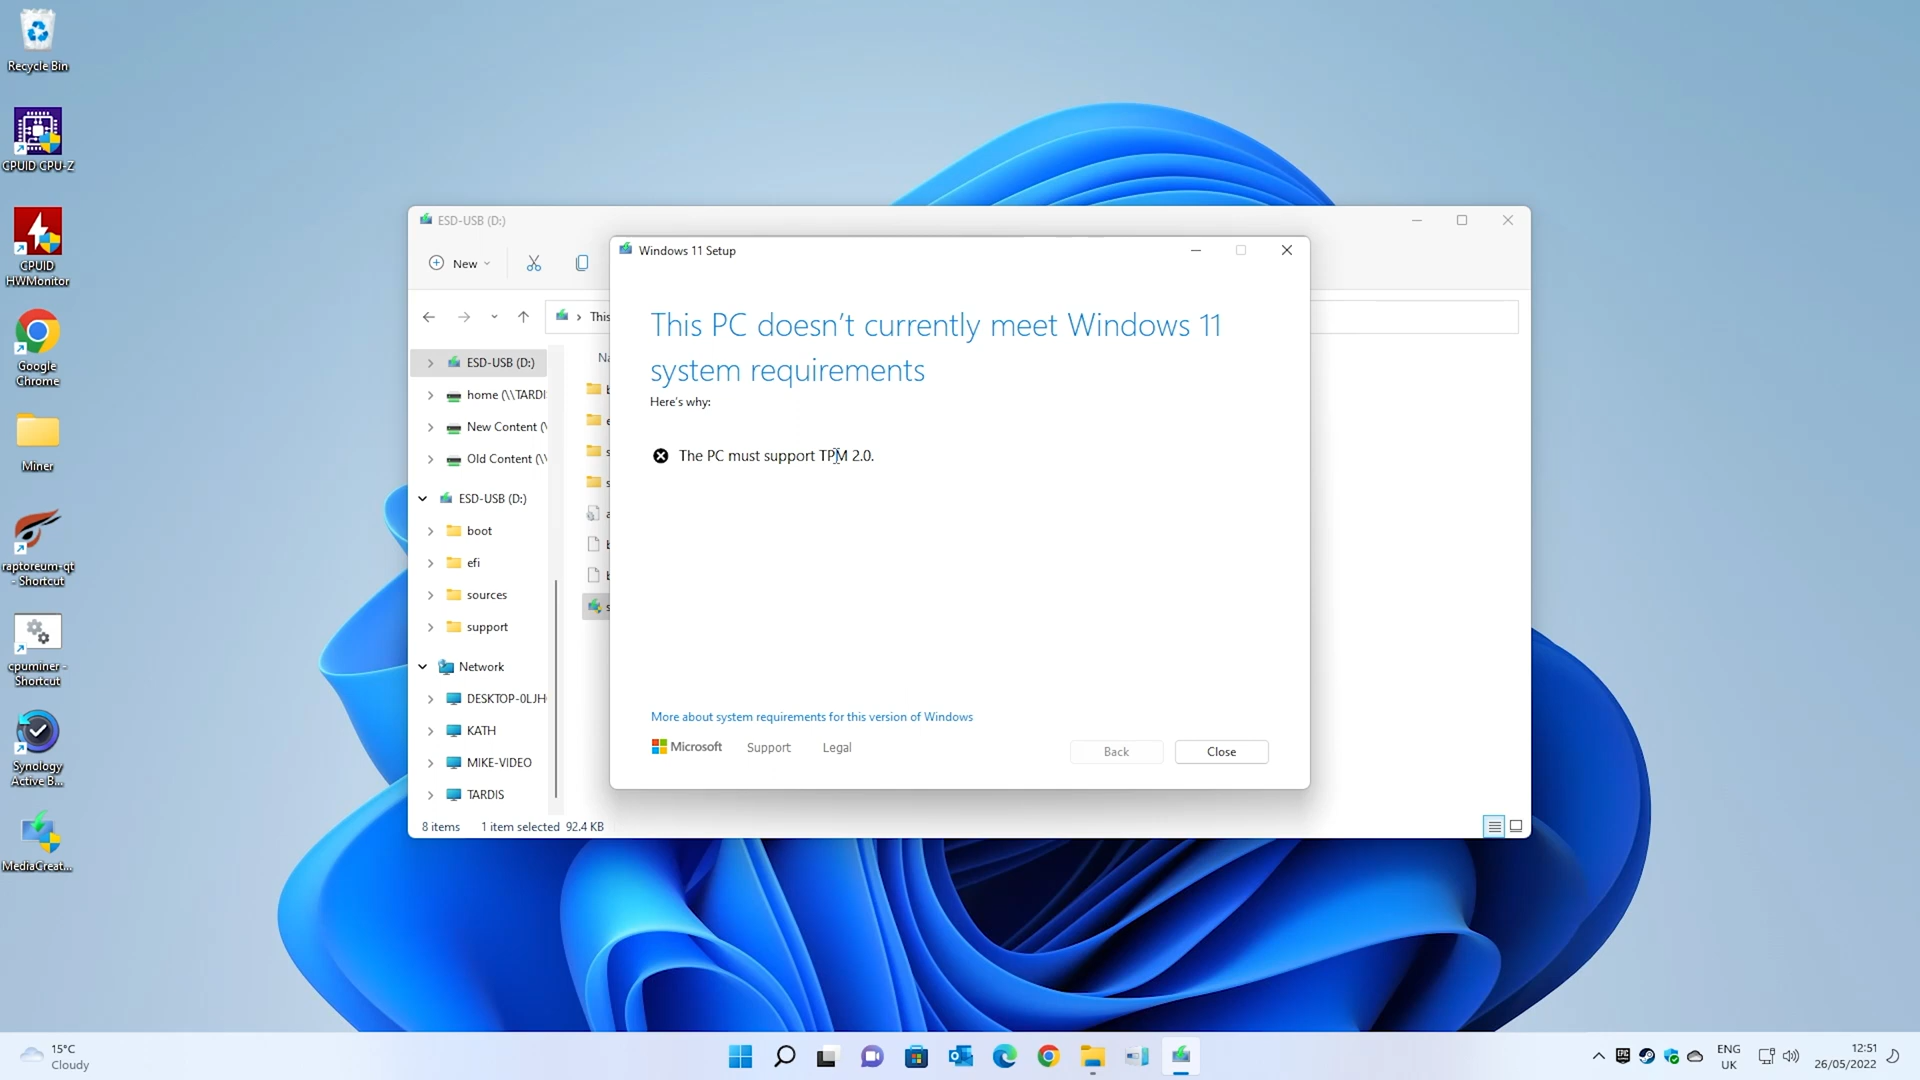 Recycle Bin
CPUID CPU-Z
CPUID
HWMonitor
Google
Chrome
Miner
raptoreum-qt
- Shortcut
cpuminer -
Shortcut
Synology
Active B...
MediaCreat...
ESD-USB (D:)
New
This
ESD-USB (D:)
home (\\TARDI
New Content (\
Old Content (\\
ESD-USB (D:)
boot
efi
sources
support
Network
DESKTOP-0LJH
KATH
MIKE-VIDEO
TARDIS
8 items 1 item selected 92.4 KB
Windows 11 Setup
This PC doesn't currently meet Windows 11
system requirements
Here's why:
The PC must support TPM 2.0.
More about system requirements for this version of Windows
Microsoft Support Legal
Back Close
15°C
Cloudy
EPIC
ENG
UK
12:51
26/05/2022